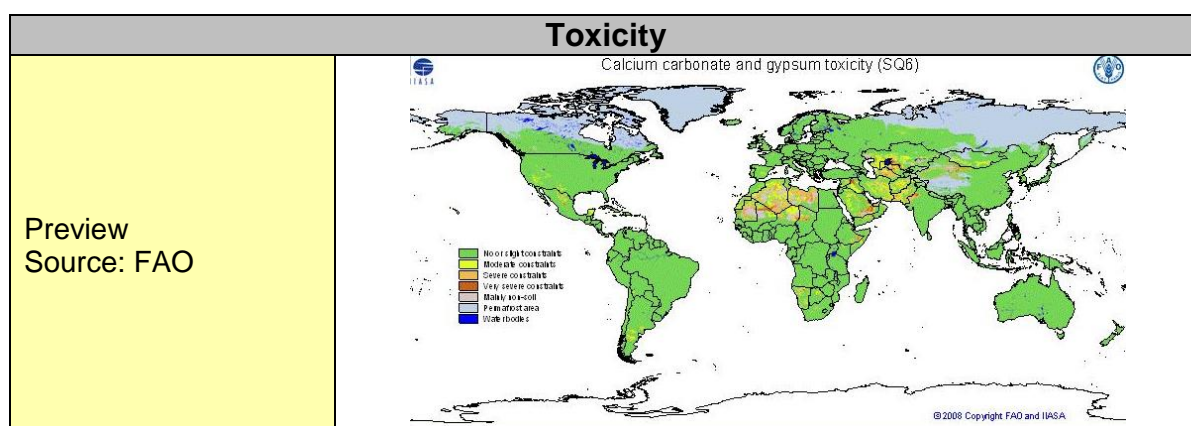 Toxicity
Preview
Source: FAO
IIASA
Calcium carbonate and gypsum toxicity (SQ6)
FAO
No or slight constraints
Moderate constraints
Severe constraints
Very severe constraints
Mainly non-soil
Permafrost area
Water bodies
© 2008 Copyright FAO and IIASA